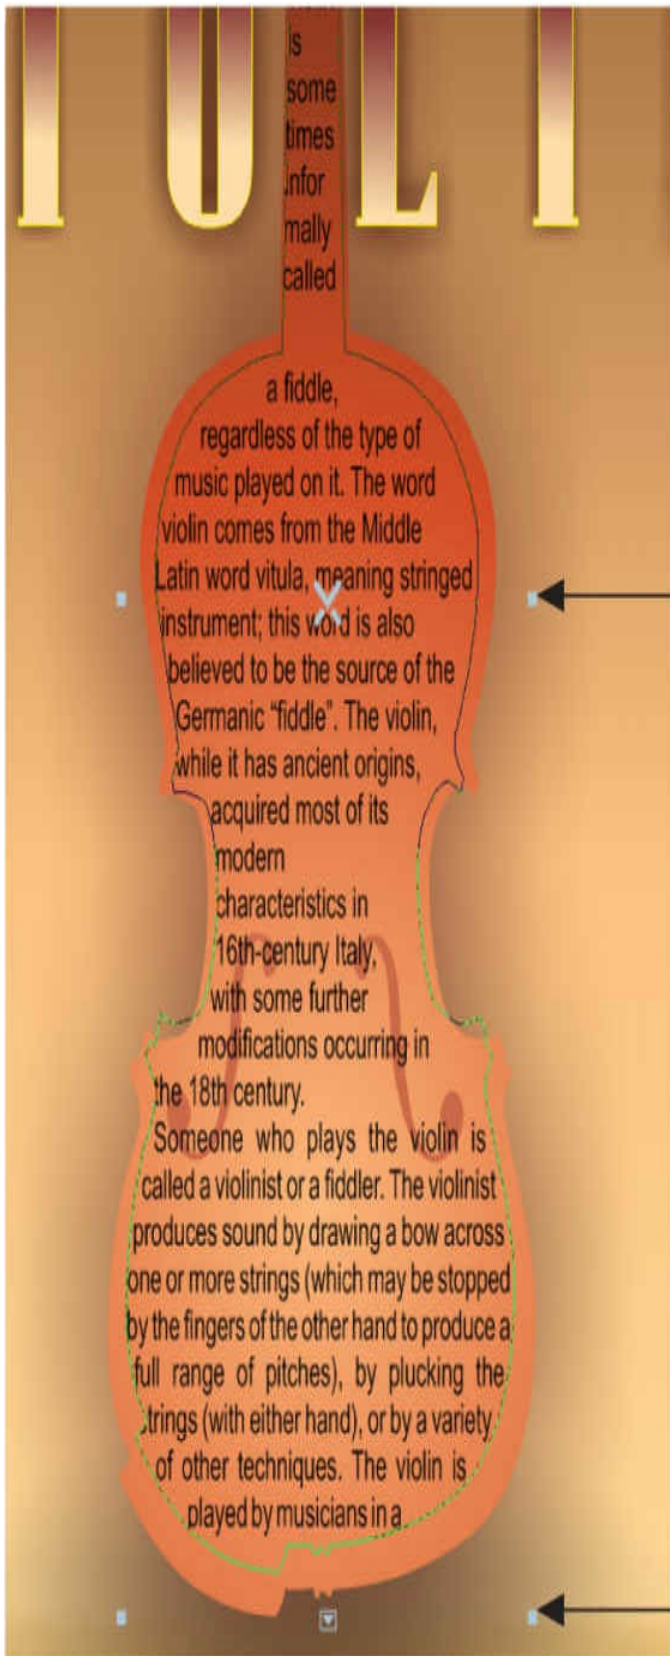 is
some
times
infor
mally
called
a fiddle,
regardless of the type of
music played on it. The word
violin comes from the Middle
Latin word vitula, meaning stringed
instrument; this word is also
believed to be the source of the
Germanic “fiddle”. The violin,
while it has ancient origins,
acquired most of its
modern
characteristics in
16th-century Italy,
with some further
modifications occurring in
the 18th century.
Someone who plays the violin is
called a violinist or a fiddler. The violinist
produces sound by drawing a bow across
one or more strings (which may be stopped
by the fingers of the other hand to produce a
full range of pitches), by plucking the
strings (with either hand), or by a variety
of other techniques. The violin is
played by musicians in a